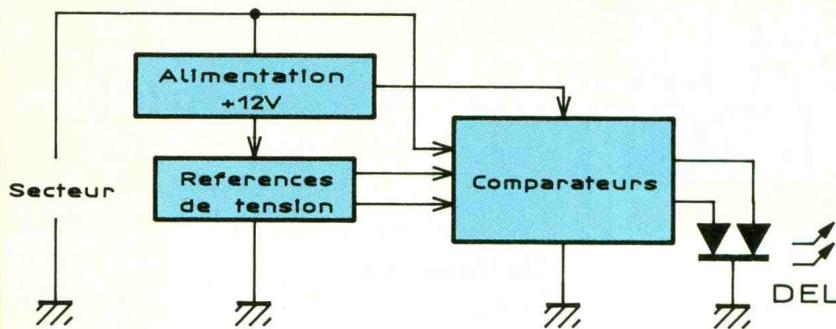 Alimentation
+12V
Secteur
References
de tension
Comparateurs
DEL